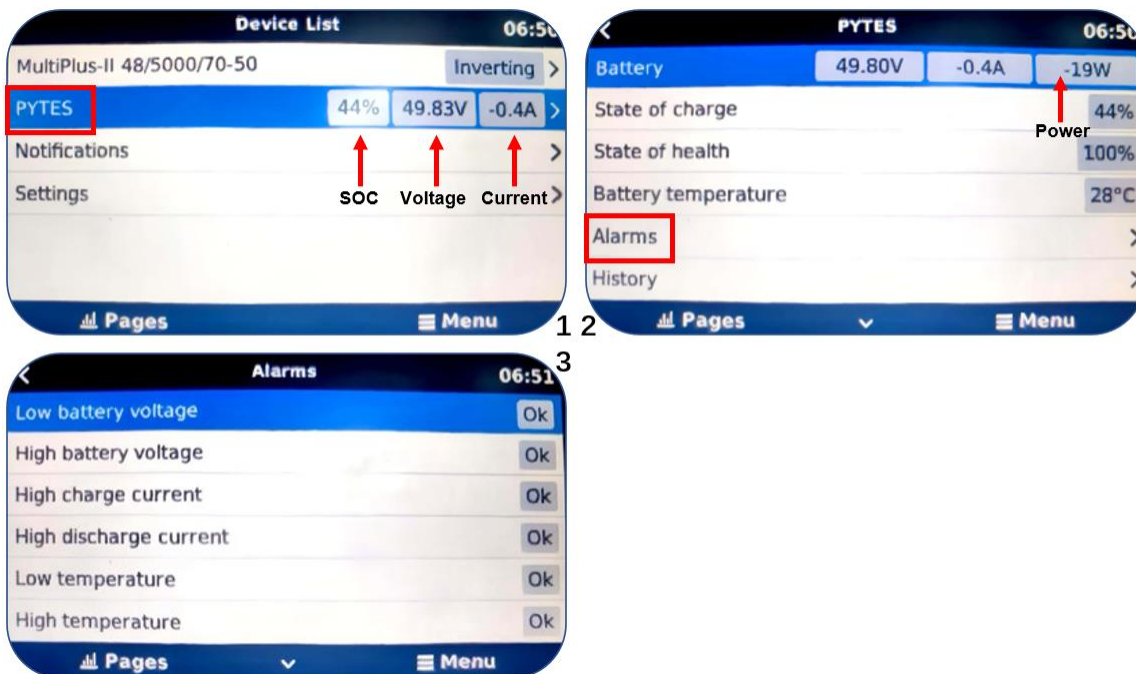 Device List 06:50
MultiPlus-II 48/5000/70-50 Inverting
PYTES 44% 49.83V -0.4A
Notifications
Settings
SOC Voltage Current
Pages Menu
1
PYTES 06:50
Battery 49.80V -0.4A -19W
State of charge 44%
Power
State of health 100%
Battery temperature 28°C
Alarms
History
Pages Menu
2
Alarms 06:51
Low battery voltage Ok
High battery voltage Ok
High charge current Ok
High discharge current Ok
Low temperature Ok
High temperature Ok
Pages Menu
3